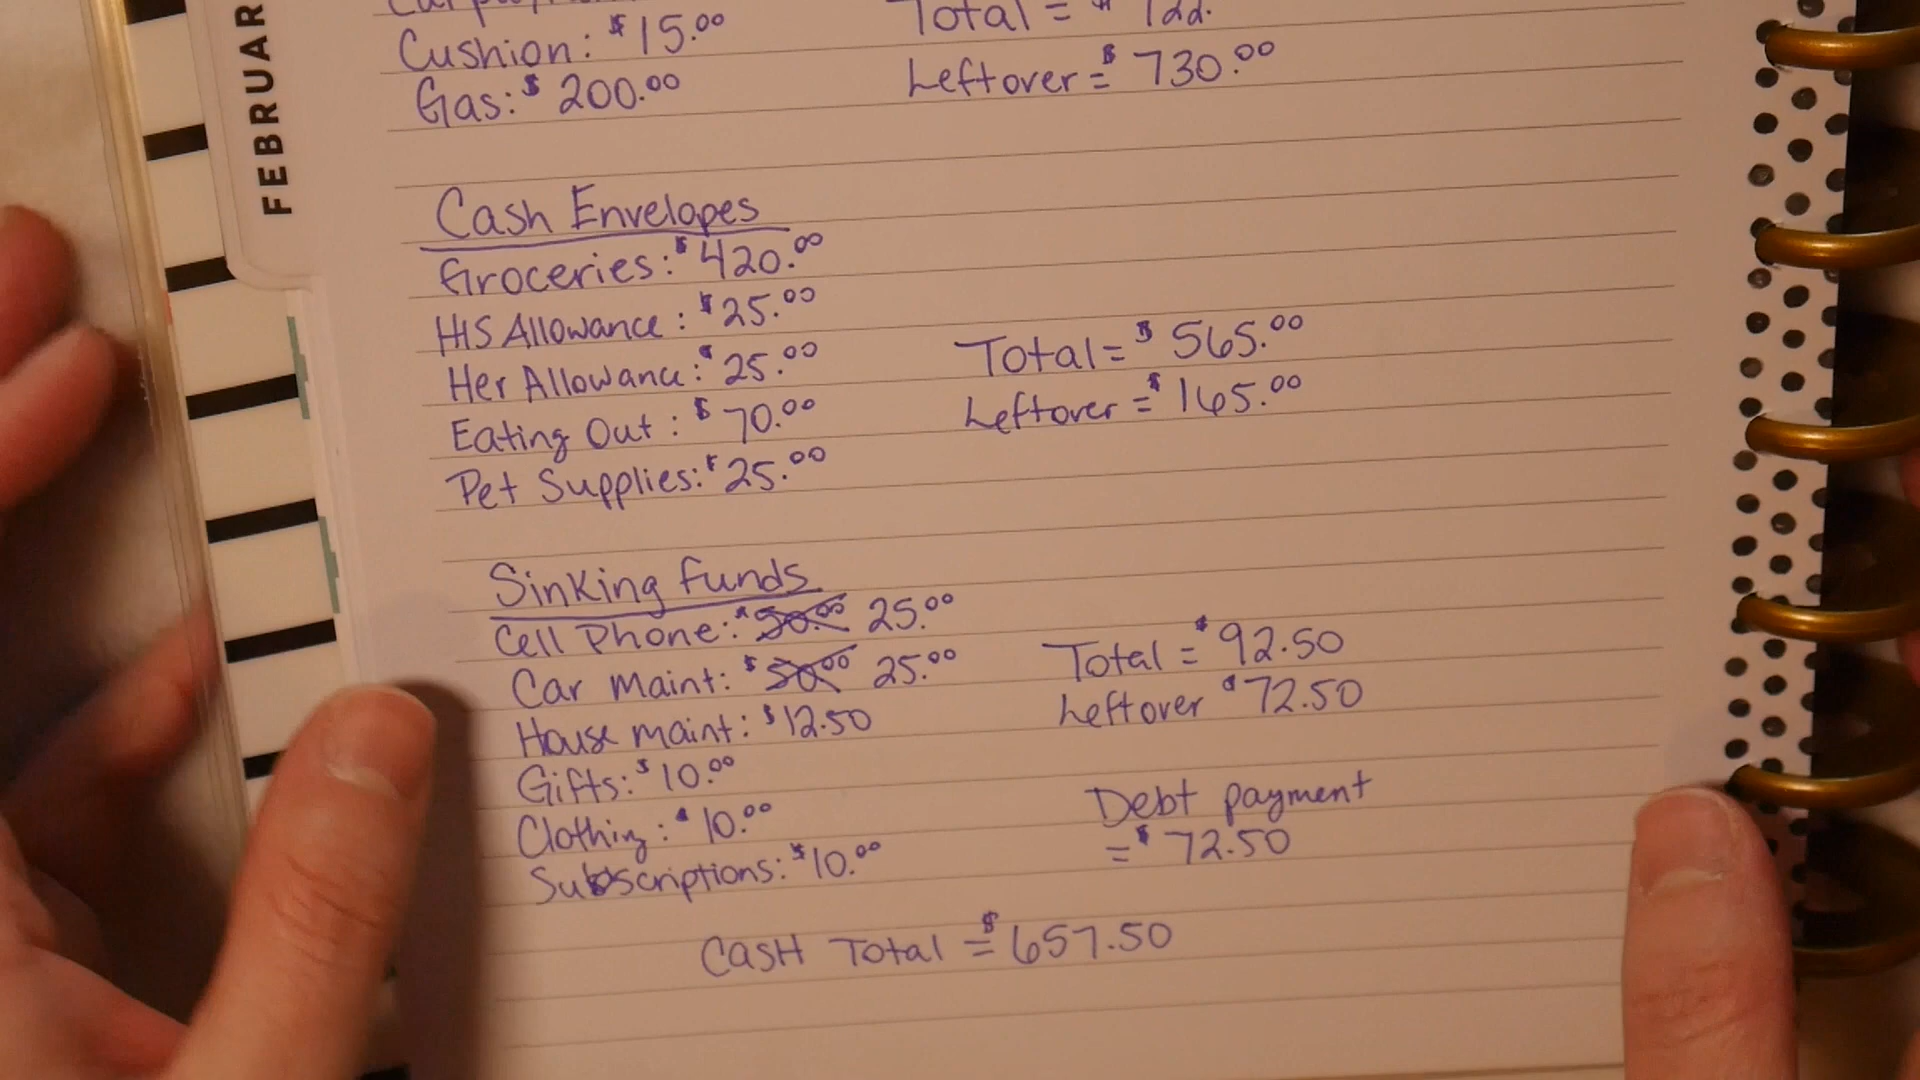 FEBRUAR
Cushion: $15.00
Gas: $200.00
Total = $
Leftover = $730.00
Cash Envelopes
Groceries: $420.00
HIS Allowance: $25.00
Her Allowance: $25.00
Eating Out: $70.00
Pet Supplies: $25.00
Total = $565.00
Leftover = $165.00
Sinking funds
Cell Phone: $50.00 25.00
Car maint: $50.00 25.00
House maint: $12.50
Gifts: $10.00
Clothing: $10.00
Subscriptions: $10.00
Total = $92.50
Leftover $72.50
Debt payment
= $72.50
CASH Total = $657.50